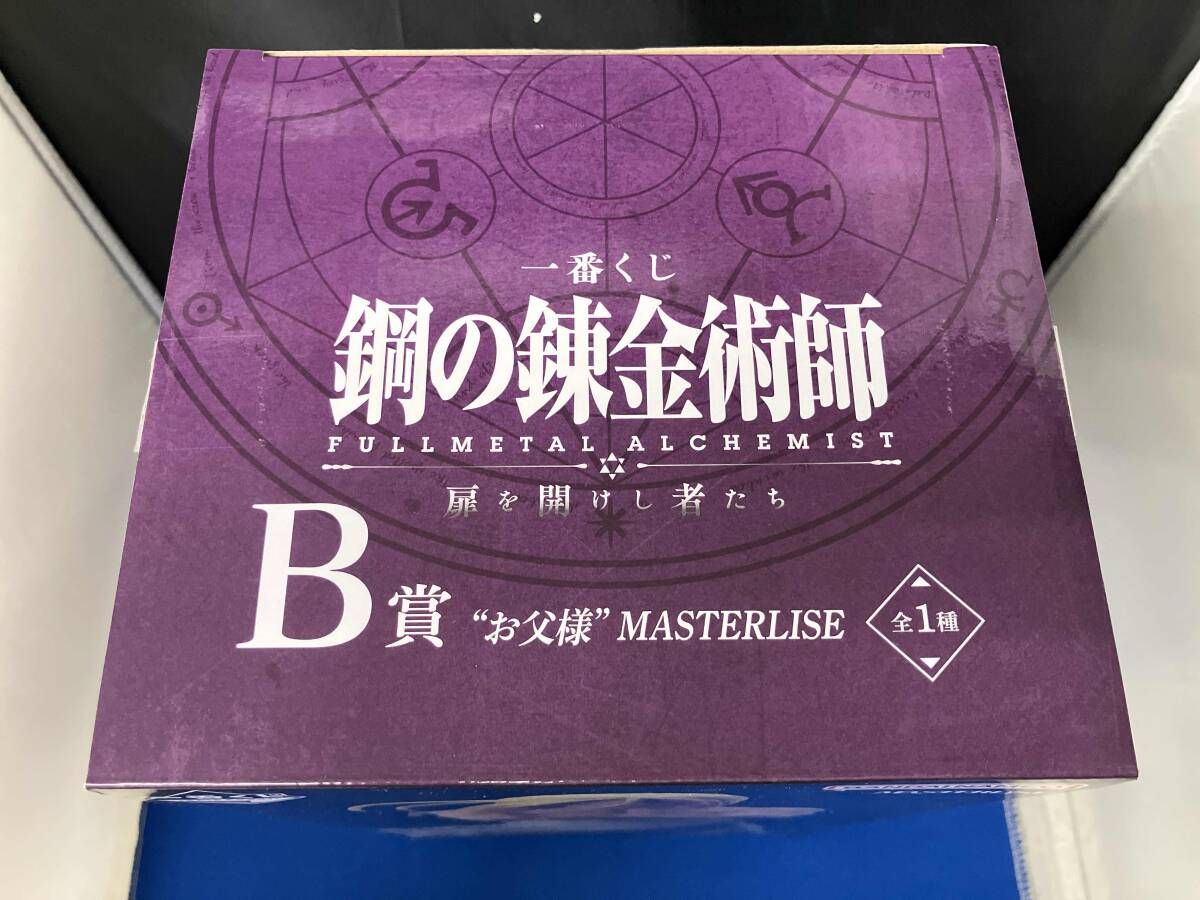 一番くじ
鋼の錬金術師
FULLMETAL ALCHEMIST
扉を開けし者たち
B賞 “お父様” MASTERLISE 全1種